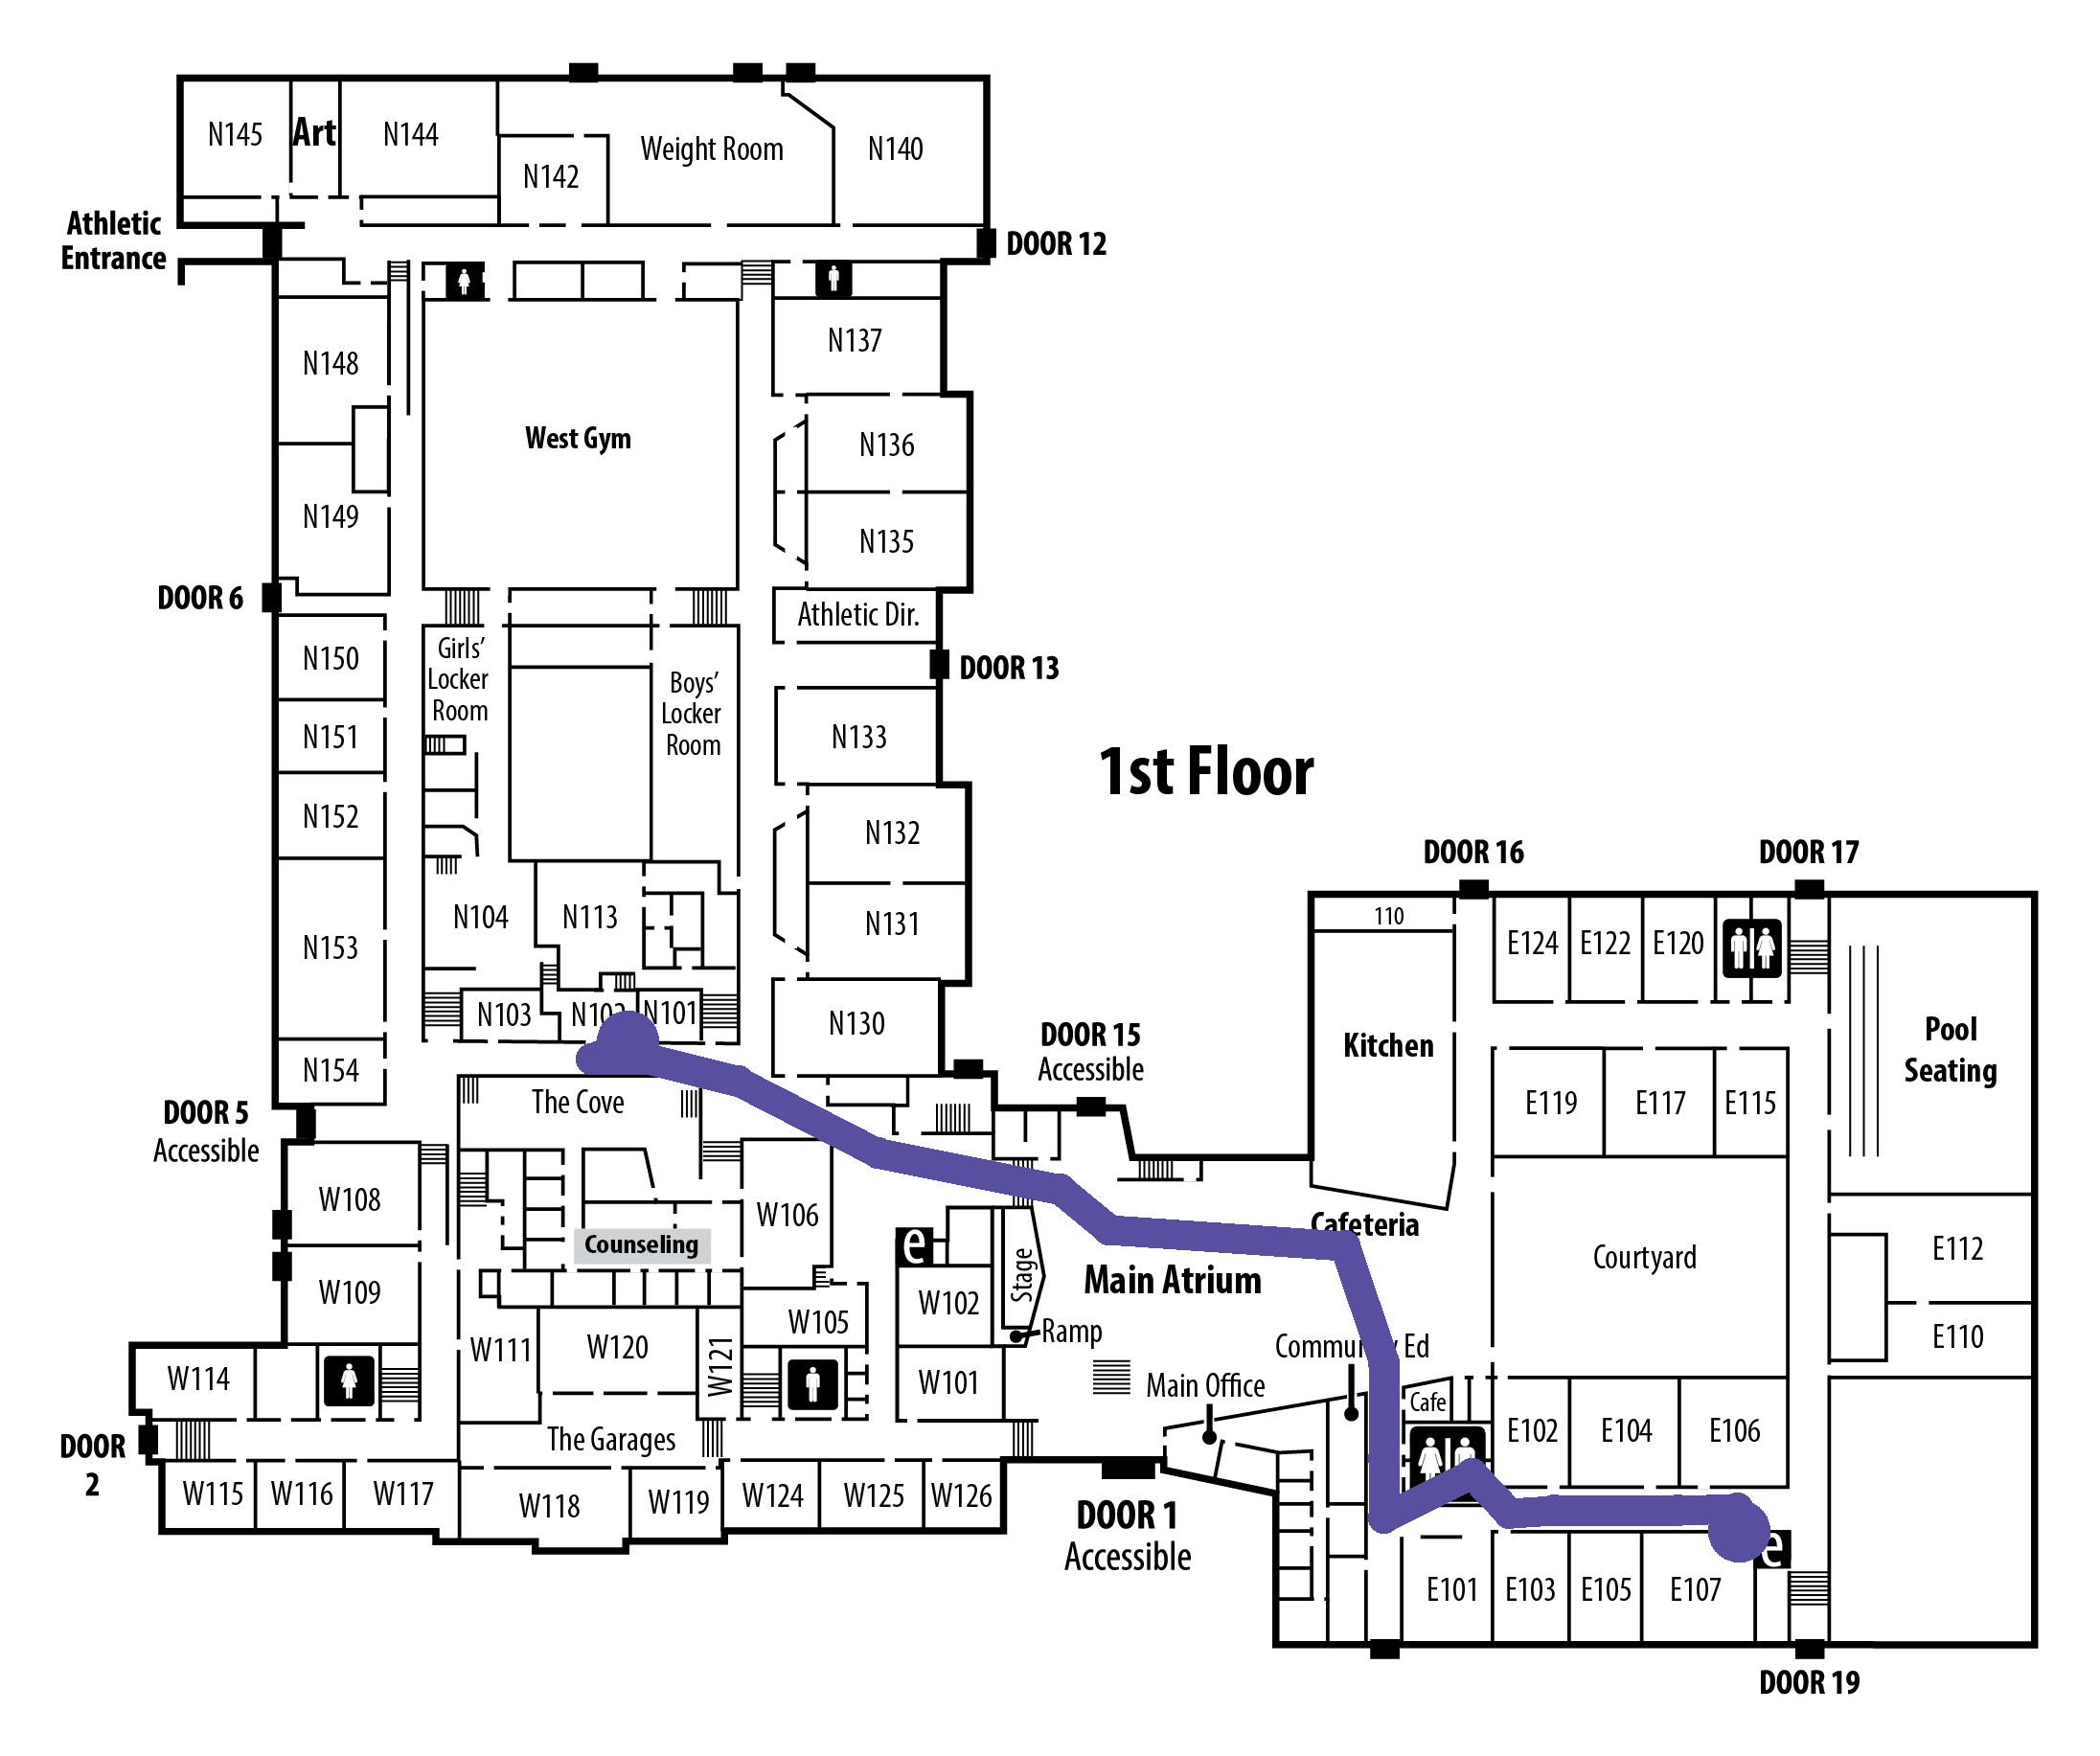 N145
Art
N144
N142
Weight Room
N140
Athletic
Entrance
DOOR 12
N148
N137
West Gym
N136
N149
N135
DOOR 6
Athletic Dir.
N150
Girls'
Locker
Room
Boys'
Locker
Room
DOOR 13
N151
N133
1st Floor
N152
N132
DOOR 16
DOOR 17
N153
N104
N113
N131
110
E124
E122
E120
N103
N101
N130
DOOR 15
Accessible
Kitchen
Pool
Seating
N154
The Cove
E119
E117
E115
DOOR 5
Accessible
W108
W106
Cafeteria
Counseling
e
Courtyard
E112
W109
Stage
Main Atrium
W102
W105
Ramp
E110
W111
W120
W121
W114
W101
Main Office
Cafe
The Garages
E102
E104
E106
DOOR
2
W115
W116
W117
W118
W119
W124
W125
W126
DOOR 1
Accessible
e
E101
E103
E105
E107
DOOR 19